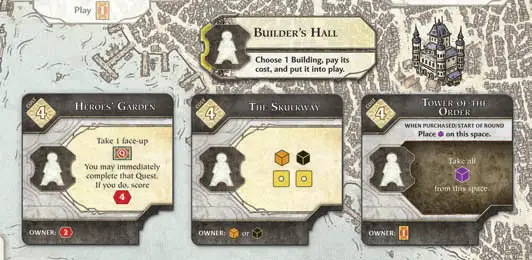 Play
BUILDER'S HALL
Choose 1 Building, pay its
cost, and put it into play.
COST
4
HEROES' GARDEN
Take 1 face-up
Q
You may immediately
complete that Quest.
If you do, score
4
OWNER: 2
COST
4
THE SKULKWAY
OWNER: or
COST
4
TOWER OF THE
ORDER
WHEN PURCHASED/START OF ROUND
Place on this space.
Take all
from this space.
OWNER: